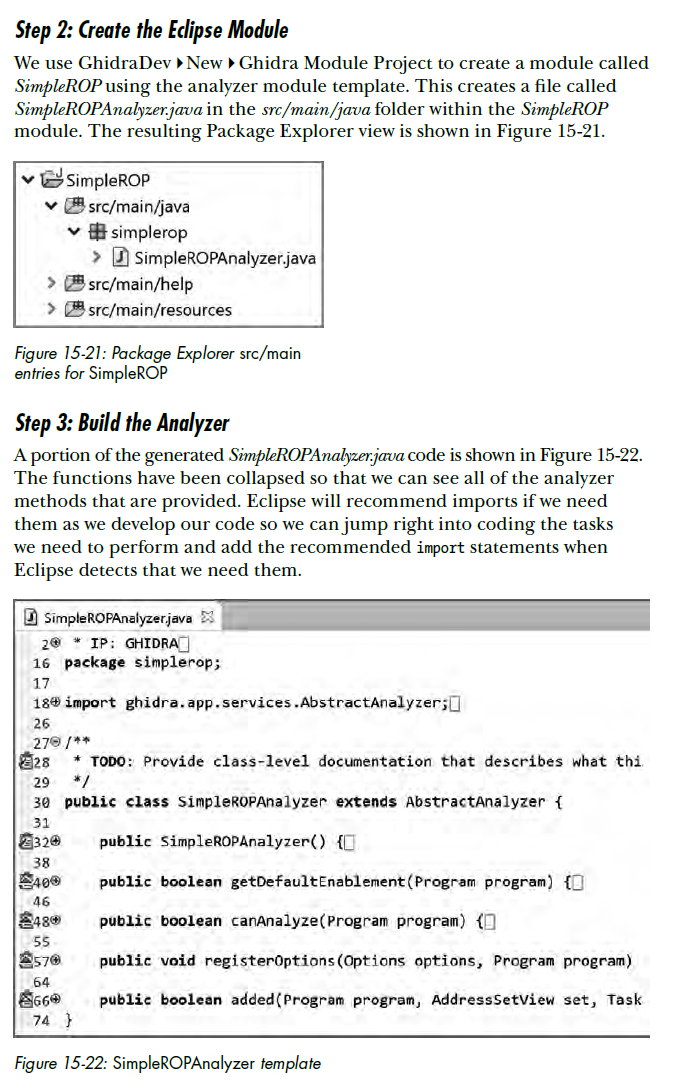 Step 2: Create the Eclipse Module
We use GhidraDev ▸ New ▸ Ghidra Module Project to create a module called
SimpleROP using the analyzer module template. This creates a file called
SimpleROPAnalyzer.java in the src/main/java folder within the SimpleROP
module. The resulting Package Explorer view is shown in Figure 15-21.
SimpleROP
src/main/java
simplerop
SimpleROPAnalyzer.java
src/main/help
src/main/resources
Figure 15-21: Package Explorer src/main
entries for SimpleROP
Step 3: Build the Analyzer
A portion of the generated SimpleROPAnalyzer.java code is shown in Figure 15-22.
The functions have been collapsed so that we can see all of the analyzer
methods that are provided. Eclipse will recommend imports if we need
them as we develop our code so we can jump right into coding the tasks
we need to perform and add the recommended import statements when
Eclipse detects that we need them.
SimpleROPAnalyzer.java
2 * IP: GHIDRA
16 package simplerop;
17
18 import ghidra.app.services.AbstractAnalyzer;
26
27 /**
28 * TODO: Provide class-level documentation that describes what thi
29 */
30 public class SimpleROPAnalyzer extends AbstractAnalyzer {
31
32 public SimpleROPAnalyzer() {
38
40 public boolean getDefaultEnablement(Program program) {
46
48 public boolean canAnalyze(Program program) {
55
57 public void registerOptions(Options options, Program program)
64
66 public boolean added(Program program, AddressSetView set, Task
74 }
Figure 15-22: SimpleROPAnalyzer template